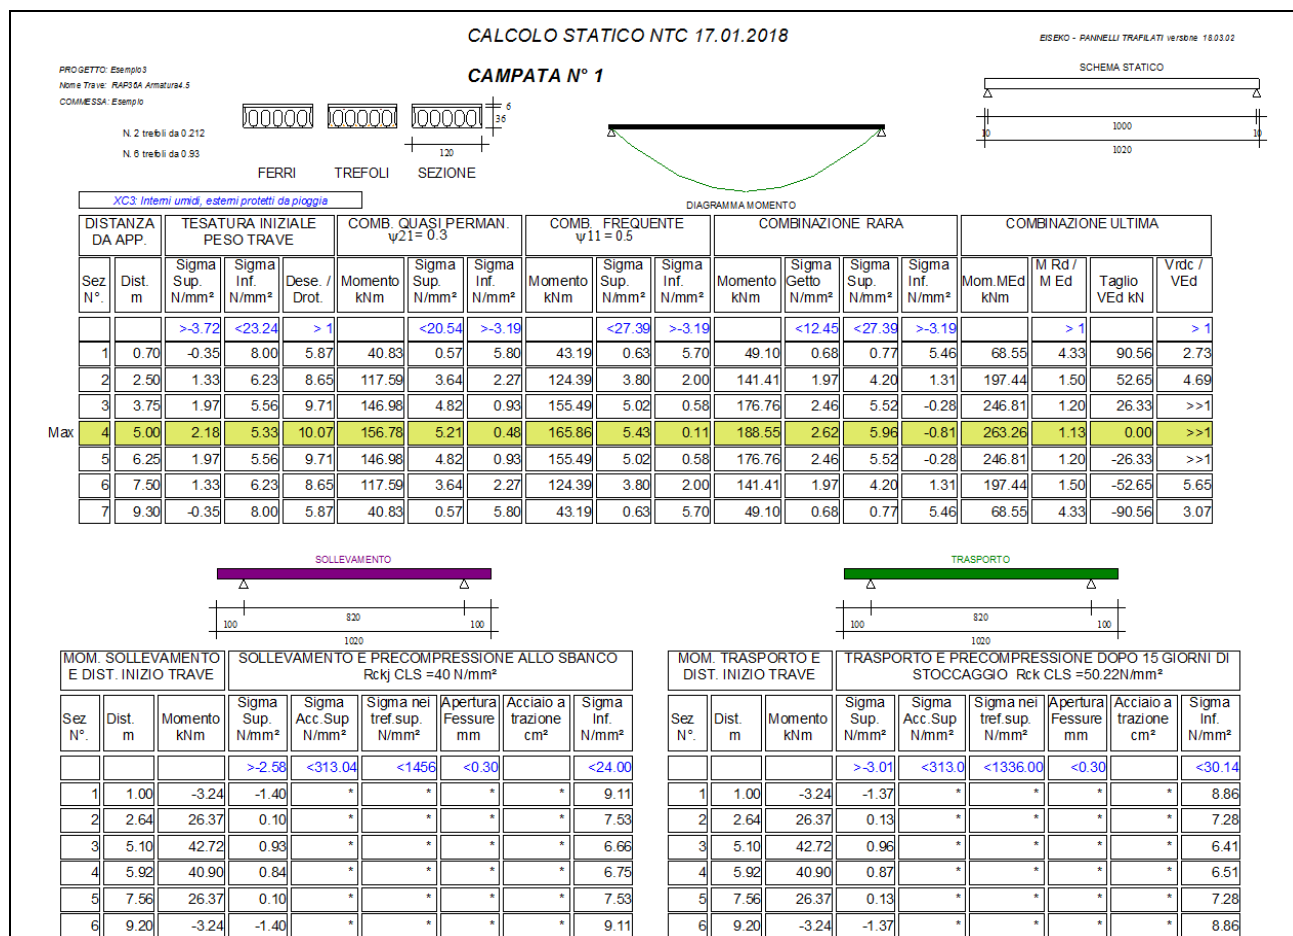 CALCOLO STATICO NTC 17.01.2018
EISEKO - PANNELLI TRAFILATI versione 18.03.02
PROGETTO: Esempio3
Nome Trave: RAP36A Armatura4.5
COMMESSA: Esempio
CAMPATA N° 1
SCHEMA STATICO
N. 2 trefoli da 0.212
N. 6 trefoli da 0.93
6
36
120
FERRI TREFOLI SEZIONE
10 1000 10
1020
XC3: Interni umidi, esterni protetti da pioggia
DIAGRAMMA MOMENTO
DISTANZA DA APP. TESATURA INIZIALE PESO TRAVE COMB. QUASI PERMAN. ψ21= 0.3 COMB. FREQUENTE ψ11 = 0.5 COMBINAZIONE RARA COMBINAZIONE ULTIMA
Sez N°. Dist. m Sigma Sup. N/mm² Sigma Inf. N/mm² Dese. / Drot. Momento kNm Sigma Sup. N/mm² Sigma Inf. N/mm² Momento kNm Sigma Sup. N/mm² Sigma Inf. N/mm² Momento kNm Sigma Getto N/mm² Sigma Sup. N/mm² Sigma Inf. N/mm² Mom.MEd kNm M Rd / M Ed Taglio VEd kN Vrdc / VEd
>-3.72 <23.24 > 1 <20.54 >-3.19 <27.39 >-3.19 <12.45 <27.39 >-3.19 > 1 > 1
1 0.70 -0.35 8.00 5.87 40.83 0.57 5.80 43.19 0.63 5.70 49.10 0.68 0.77 5.46 68.55 4.33 90.56 2.73
2 2.50 1.33 6.23 8.65 117.59 3.64 2.27 124.39 3.80 2.00 141.41 1.97 4.20 1.31 197.44 1.50 52.65 4.69
3 3.75 1.97 5.56 9.71 146.98 4.82 0.93 155.49 5.02 0.58 176.76 2.46 5.52 -0.28 246.81 1.20 26.33 >>1
Max 4 5.00 2.18 5.33 10.07 156.78 5.21 0.48 165.86 5.43 0.11 188.55 2.62 5.96 -0.81 263.26 1.13 0.00 >>1
5 6.25 1.97 5.56 9.71 146.98 4.82 0.93 155.49 5.02 0.58 176.76 2.46 5.52 -0.28 246.81 1.20 -26.33 >>1
6 7.50 1.33 6.23 8.65 117.59 3.64 2.27 124.39 3.80 2.00 141.41 1.97 4.20 1.31 197.44 1.50 -52.65 5.65
7 9.30 -0.35 8.00 5.87 40.83 0.57 5.80 43.19 0.63 5.70 49.10 0.68 0.77 5.46 68.55 4.33 -90.56 3.07
SOLLEVAMENTO
100 820 100
1020
MOM. SOLLEVAMENTO E DIST. INIZIO TRAVE SOLLEVAMENTO E PRECOMPRESSIONE ALLO SBANCO Rckj CLS =40 N/mm²
Sez N°. Dist. m Momento kNm Sigma Sup. N/mm² Sigma Acc.Sup N/mm² Sigma nei tref.sup. N/mm² Apertura Fessure mm Acciaio a trazione cm² Sigma Inf. N/mm²
>-2.58 <313.04 <1456 <0.30 <24.00
1 1.00 -3.24 -1.40 * * * * 9.11
2 2.64 26.37 0.10 * * * * 7.53
3 5.10 42.72 0.93 * * * * 6.66
4 5.92 40.90 0.84 * * * * 6.75
5 7.56 26.37 0.10 * * * * 7.53
6 9.20 -3.24 -1.40 * * * * 9.11
TRASPORTO
100 820 100
1020
MOM. TRASPORTO E DIST. INIZIO TRAVE TRASPORTO E PRECOMPRESSIONE DOPO 15 GIORNI DI STOCCAGGIO Rck CLS =50.22N/mm²
Sez N°. Dist. m Momento kNm Sigma Sup. N/mm² Sigma Acc.Sup N/mm² Sigma nei tref.sup. N/mm² Apertura Fessure mm Acciaio a trazione cm² Sigma Inf. N/mm²
>-3.01 <313.0 <1336.00 <0.30 <30.14
1 1.00 -3.24 -1.37 * * * * 8.86
2 2.64 26.37 0.13 * * * * 7.28
3 5.10 42.72 0.96 * * * * 6.41
4 5.92 40.90 0.87 * * * * 6.51
5 7.56 26.37 0.13 * * * * 7.28
6 9.20 -3.24 -1.37 * * * * 8.86